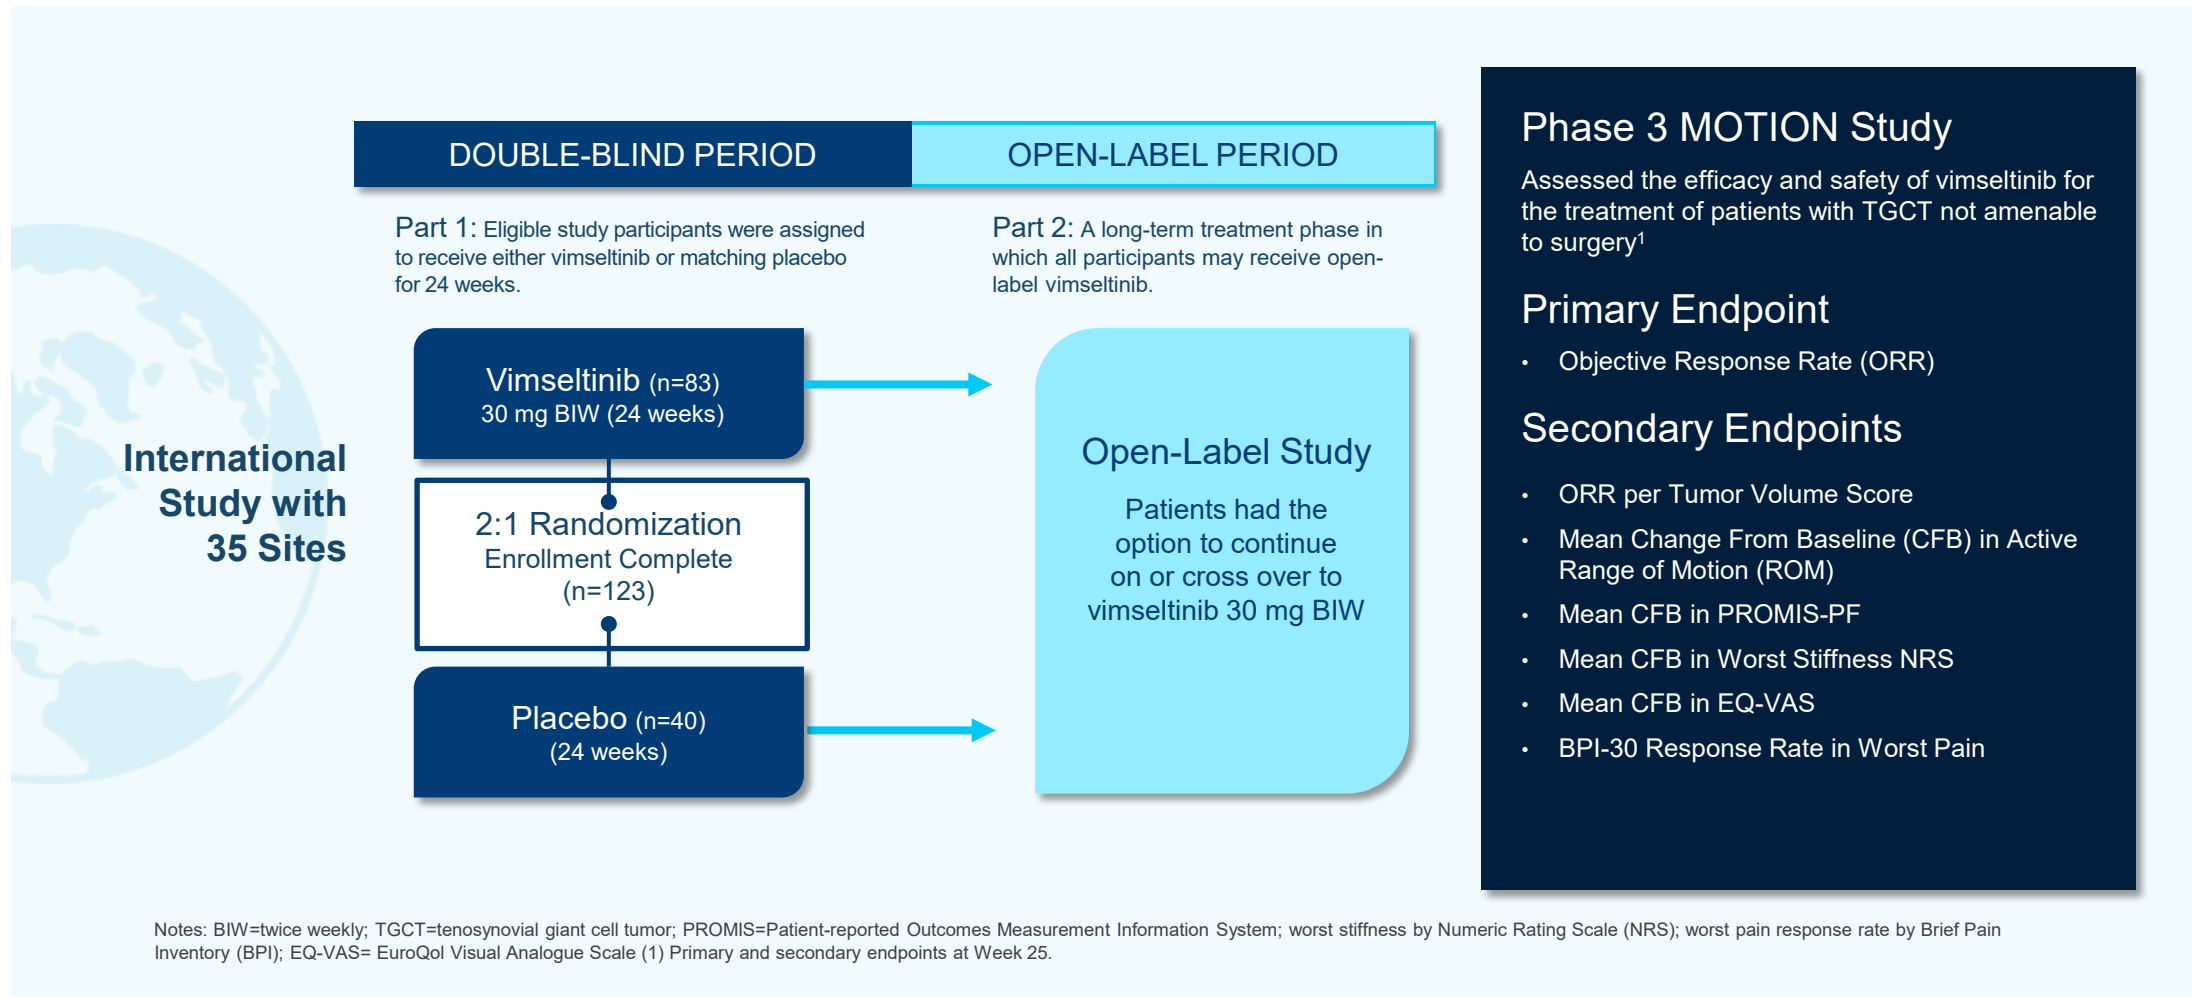 International
Study with
35 Sites
DOUBLE-BLIND PERIOD
Part 1: Eligible study participants were assigned
to receive either vimseltinib or matching placebo
for 24 weeks.
Vimseltinib (n=83)
30 mg BIW (24 weeks)
2:1 Randomization
Enrollment Complete
(n=123)
Placebo (n=40)
(24 weeks)
OPEN-LABEL PERIOD
Part 2: A long-term treatment phase in
which all participants may receive open-
label vimseltinib.
Open-Label Study
Patients had the
option to continue
on or cross over to
vimseltinib 30 mg BIW
Phase 3 MOTION Study
Assessed the efficacy and safety of vimseltinib for
the treatment of patients with TGCT not amenable
to surgery¹
Primary Endpoint
• Objective Response Rate (ORR)
Secondary Endpoints
• ORR per Tumor Volume Score
• Mean Change From Baseline (CFB) in Active
Range of Motion (ROM)
• Mean CFB in PROMIS-PF
• Mean CFB in Worst Stiffness NRS
• Mean CFB in EQ-VAS
• BPI-30 Response Rate in Worst Pain
Notes: BIW=twice weekly; TGCT=tenosynovial giant cell tumor; PROMIS=Patient-reported Outcomes Measurement Information System; worst stiffness by Numeric Rating Scale (NRS); worst pain response rate by Brief Pain
Inventory (BPI); EQ-VAS= EuroQol Visual Analogue Scale (1) Primary and secondary endpoints at Week 25.